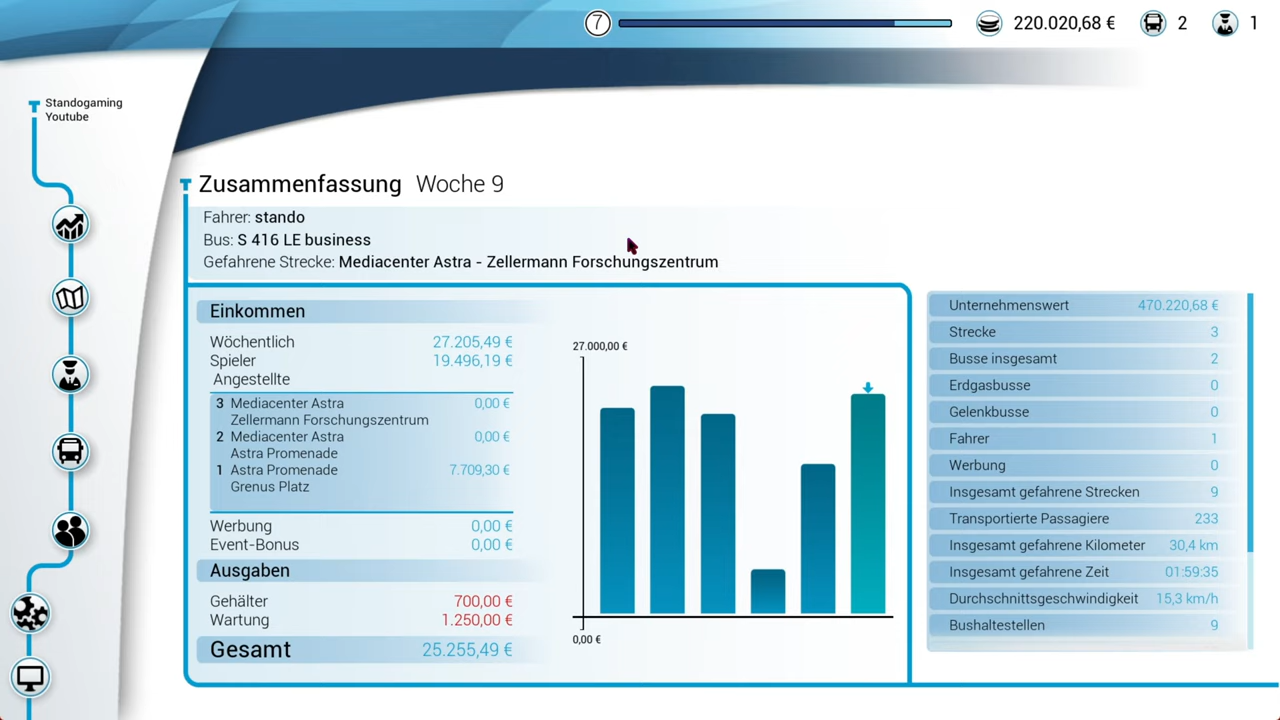 7
220.020,68 €
2
1
Standogaming
Youtube
Zusammenfassung Woche 9
Fahrer: stando
Bus: S 416 LE business
Gefahrene Strecke: Mediacenter Astra - Zellermann Forschungszentrum
Einkommen
Wöchentlich 27.205,49 €
Spieler 19.496,19 €
Angestellte
3 Mediacenter Astra 0,00 €
Zellermann Forschungszentrum
2 Mediacenter Astra 0,00 €
Astra Promenade
1 Astra Promenade 7.709,30 €
Grenus Platz
Werbung 0,00 €
Event-Bonus 0,00 €
Ausgaben
Gehälter 700,00 €
Wartung 1.250,00 €
Gesamt 25.255,49 €
27.000,00 €
0,00 €
Unternehmenswert 470.220,68 €
Strecke 3
Busse insgesamt 2
Erdgasbusse 0
Gelenkbusse 0
Fahrer 1
Werbung 0
Insgesamt gefahrene Strecken 9
Transportierte Passagiere 233
Insgesamt gefahrene Kilometer 30,4 km
Insgesamt gefahrene Zeit 01:59:35
Durchschnittsgeschwindigkeit 15,3 km/h
Bushaltestellen 9